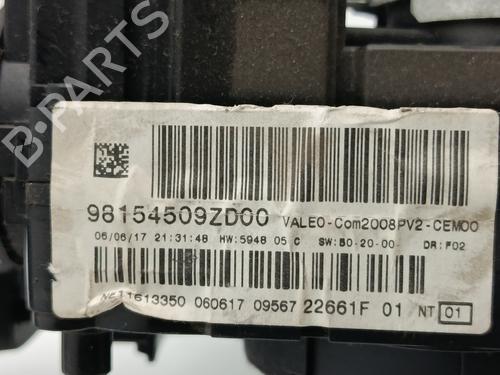 B-PARTS
98154509ZD00 VALEO-Com2008PV2-CEM00
06/06/17 21:31:48 HW:5948 05 C SW:50-20-00 DR:F02
060617 09567 22661F 01 NT 01